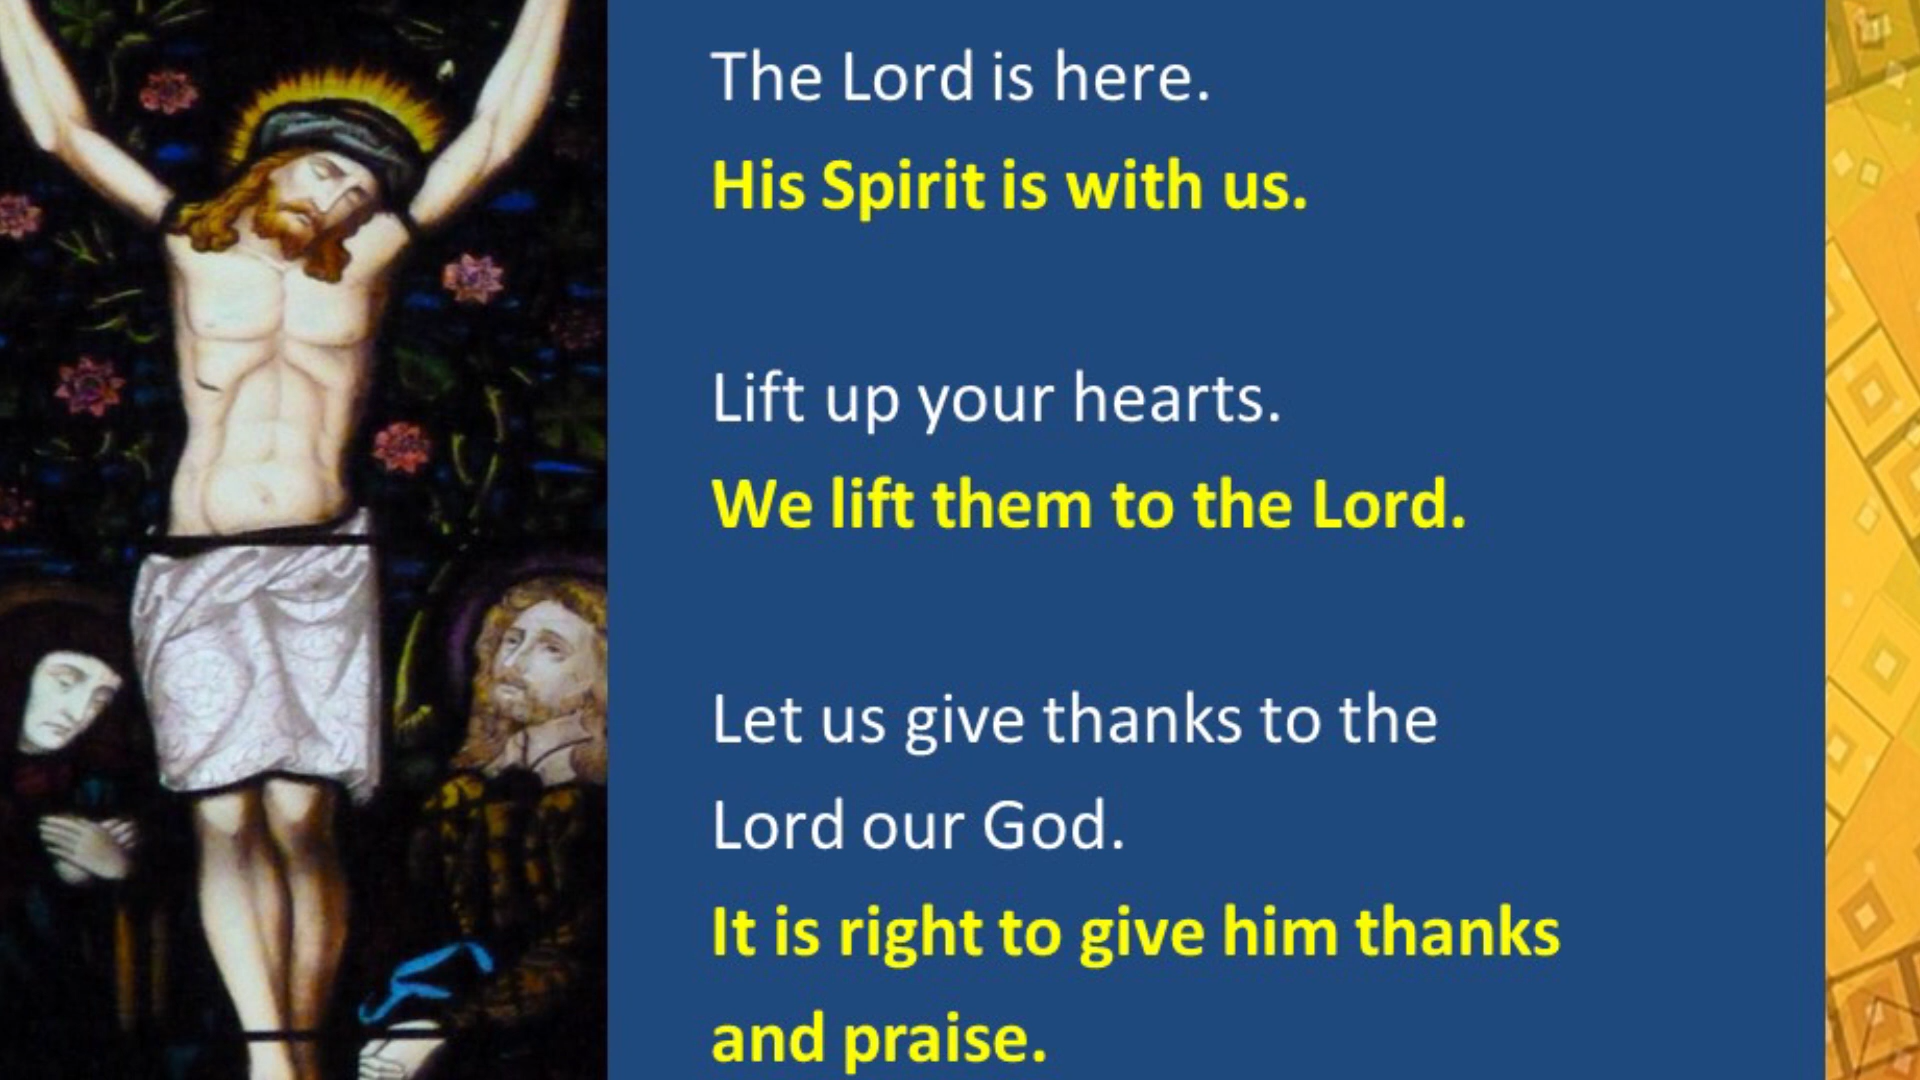 The Lord is here.
His Spirit is with us.
Lift up your hearts.
We lift them to the Lord.
Let us give thanks to the
Lord our God.
It is right to give him thanks
and praise.